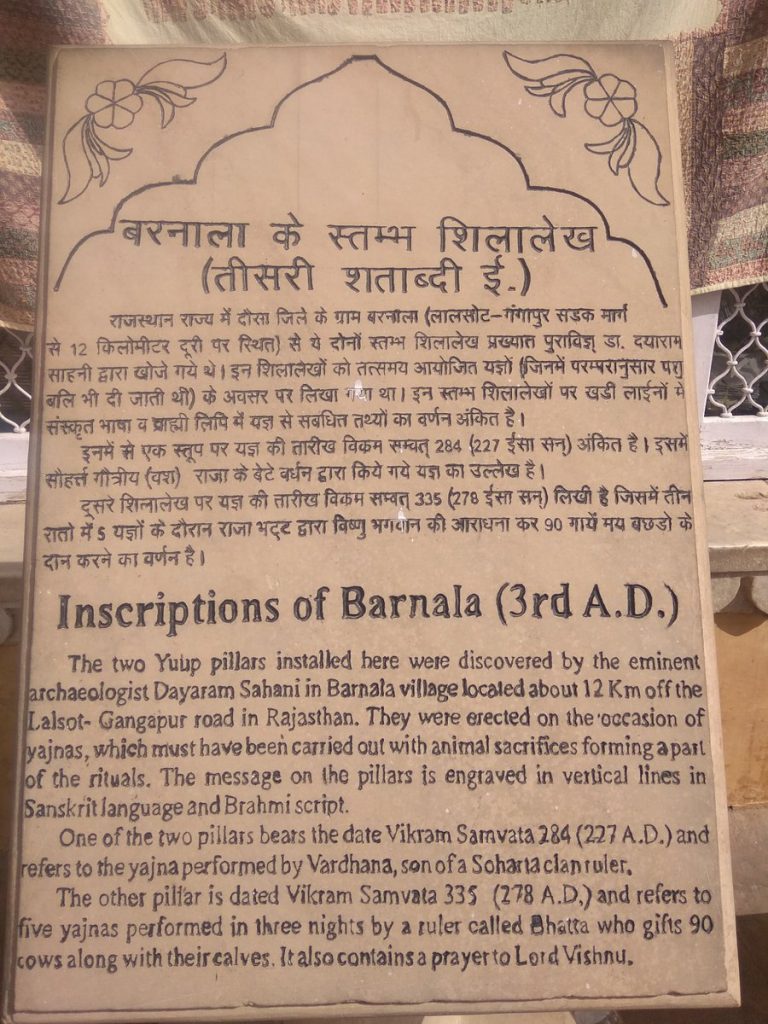 बरनाला के स्तम्भ शिलालेख
(तीसरी शताब्दी ई.)
राजस्थान राज्य में दौसा जिले के ग्राम बरनाला (लालसोट-गंगापुर सडक मार्ग
से 12 किलोमीटर दूरी पर स्थित) से ये दोनों स्तम्भ शिलालेख प्रख्यात पुराविज्ञ डा. दयाराम
साहनी द्वारा खोजे गये थे। इन शिलालेखों को तत्समय आयोजित यज्ञों (जिनमें परम्परानुसार पशु
बलि भी दी जाती थी) के अवसर पर लिखा गया था। इन स्तम्भ शिलालेखों पर खडी लाईनों में
संस्कृत भाषा व ब्राह्मी लिपि में यज्ञ से सबंधित तथ्यों का वर्णन अंकित है।
इनमें से एक स्तूप पर यज्ञ की तारीख विक्रम सम्वत् 284 (227 ईसा सन्) अंकित है। इसमें
सौहर्त्त गौत्रीय (वंश) राजा के बेटे बर्धन द्वारा किये गये यज्ञ का उल्लेख है।
दुसरे शिलालेख पर यज्ञ की तारीख विक्रम सम्वत् 335 (278 ईसा सन्) लिखी है जिसमें तीन
रातो में 5 यज्ञों के दौरान राजा भट्ट द्वारा विष्णु भगवान की आराधना कर 90 गायें मय बछडो के
दान करने का वर्णन है।
Inscriptions of Barnala (3rd A.D.)
The two Yuup pillars installed here were discovered by the eminent
archaeologist Dayaram Sahani in Barnala village located about 12 Km off the
Lalsot- Gangapur road in Rajasthan. They were erected on the occasion of
yajnas, which must have been carried out with animal sacrifices forming a part
of the rituals. The message on the pillars is engraved in vertical lines in
Sanskrit language and Brahmi script.
One of the two pillars bears the date Vikram Samvata 284 (227 A.D.) and
refers to the yajna performed by Vardhana, son of a Soharta clan ruler.
The other pillar is dated Vikram Samvata 335 (278 A.D.) and refers to
five yajnas performed in three nights by a ruler called Bhatta who gifts 90
cows along with their calves. It also contains a prayer to Lord Vishnu.